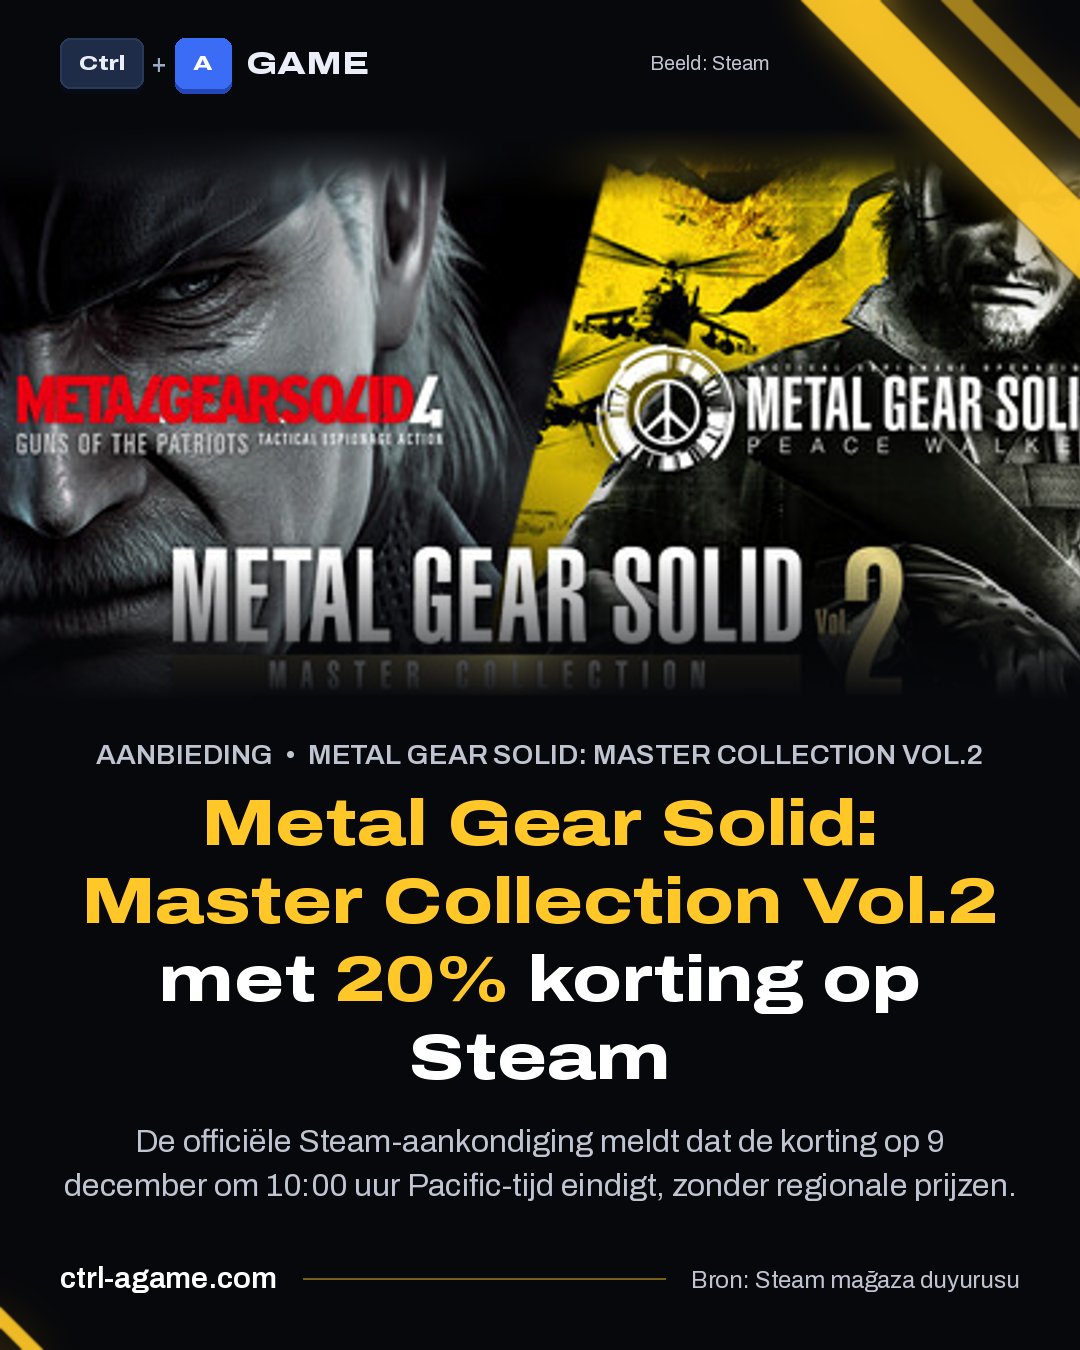 Ctrl + A GAME
Beeld: Steam
METAL GEAR SOLID 4
GUNS OF THE PATRIOTS TACTICAL ESPIONAGE ACTION
METAL GEAR SOLI
PEACE WALKE
METAL GEAR SOLID Vol.2
MASTER COLLECTION
AANBIEDING • METAL GEAR SOLID: MASTER COLLECTION VOL.2
Metal Gear Solid:
Master Collection Vol.2
met 20% korting op
Steam
De officiële Steam-aankondiging meldt dat de korting op 9
december om 10:00 uur Pacific-tijd eindigt, zonder regionale prijzen.
ctrl-agame.com
Bron: Steam mağaza duyurusu